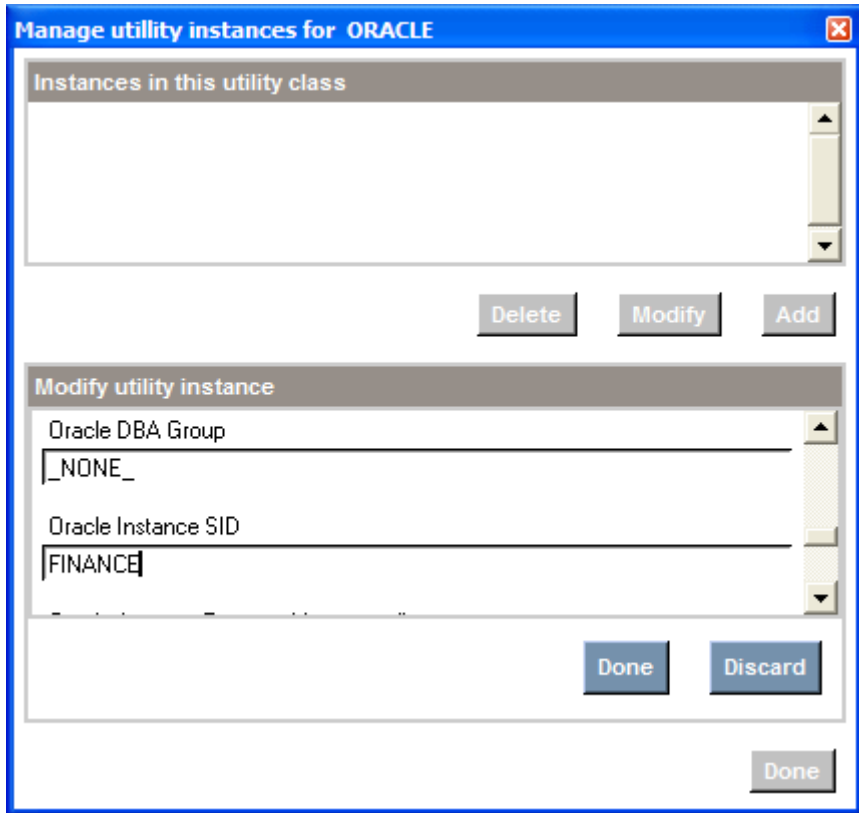 Manage utillity instances for ORACLE
Instances in this utility class
Delete Modify Add
Modify utility instance
Oracle DBA Group
_NONE_
Oracle Instance SID
FINANCE
Done Discard
Done